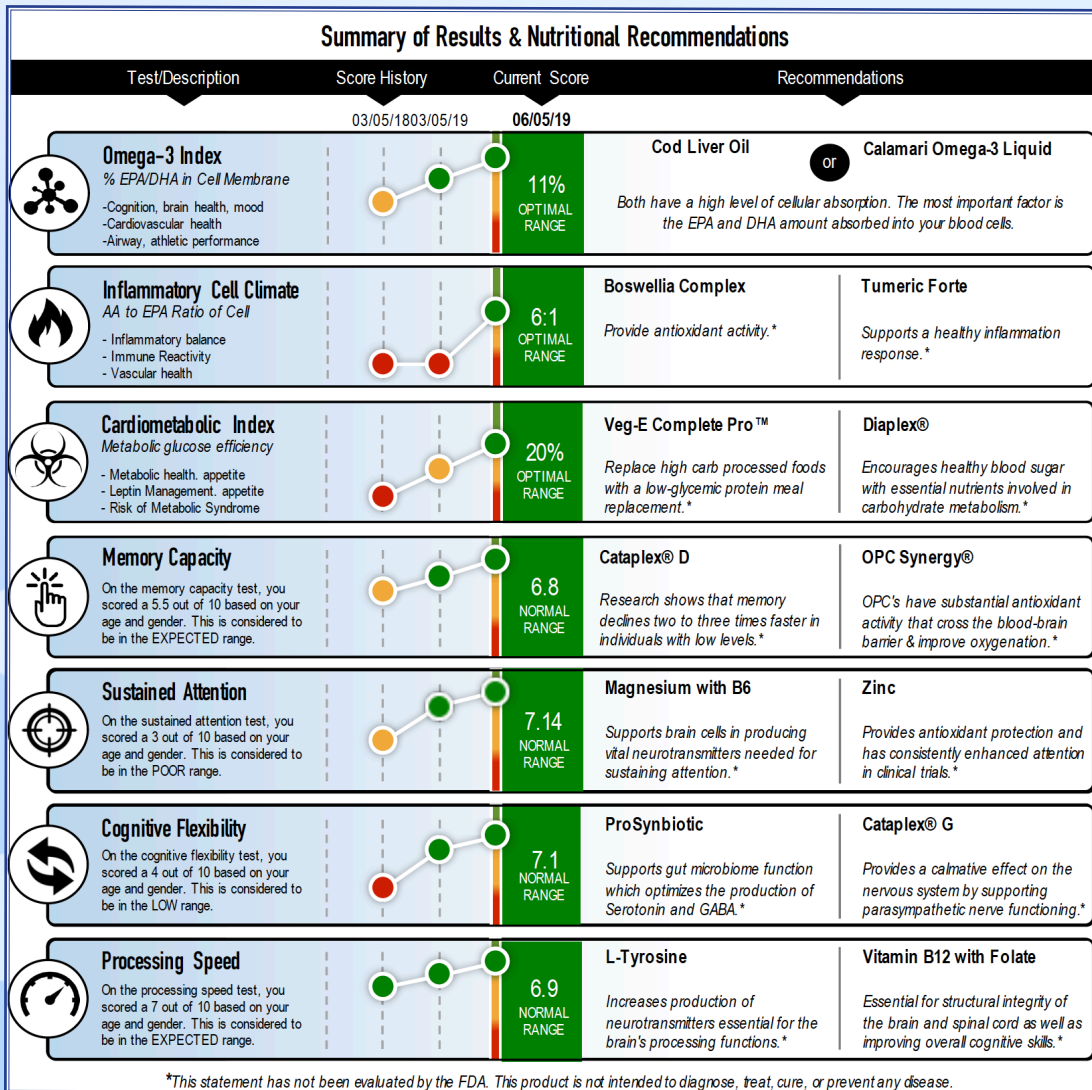 Summary of Results & Nutritional Recommendations
Test/Description
Score History
Current Score
Recommendations
03/05/18
03/05/19
06/05/19
Omega-3 Index
% EPA/DHA in Cell Membrane
-Cognition, brain health, mood
-Cardiovascular health
-Airway, athletic performance
11%
OPTIMAL
RANGE
Cod Liver Oil
or
Calamari Omega-3 Liquid
Both have a high level of cellular absorption. The most important factor is
the EPA and DHA amount absorbed into your blood cells.
Inflammatory Cell Climate
AA to EPA Ratio of Cell
- Inflammatory balance
- Immune Reactivity
- Vascular health
6:1
OPTIMAL
RANGE
Boswellia Complex
Provide antioxidant activity.*
Tumeric Forte
Supports a healthy inflammation
response.*
Cardiometabolic Index
Metabolic glucose efficiency
- Metabolic health. appetite
- Leptin Management. appetite
- Risk of Metabolic Syndrome
20%
OPTIMAL
RANGE
Veg-E Complete Pro™
Replace high carb processed foods
with a low-glycemic protein meal
replacement.*
Diaplex®
Encourages healthy blood sugar
with essential nutrients involved in
carbohydrate metabolism.*
Memory Capacity
On the memory capacity test, you
scored a 5.5 out of 10 based on your
age and gender. This is considered to
be in the EXPECTED range.
6.8
NORMAL
RANGE
Cataplex® D
Research shows that memory
declines two to three times faster in
individuals with low levels.*
OPC Synergy®
OPC's have substantial antioxidant
activity that cross the blood-brain
barrier & improve oxygenation.*
Sustained Attention
On the sustained attention test, you
scored a 3 out of 10 based on your
age and gender. This is considered to
be in the POOR range.
7.14
NORMAL
RANGE
Magnesium with B6
Supports brain cells in producing
vital neurotransmitters needed for
sustaining attention.*
Zinc
Provides antioxidant protection and
has consistently enhanced attention
in clinical trials.*
Cognitive Flexibility
On the cognitive flexibility test, you
scored a 4 out of 10 based on your
age and gender. This is considered to
be in the LOW range.
7.1
NORMAL
RANGE
ProSynbiotic
Supports gut microbiome function
which optimizes the production of
Serotonin and GABA.*
Cataplex® G
Provides a calmative effect on the
nervous system by supporting
parasympathetic nerve functioning.*
Processing Speed
On the processing speed test, you
scored a 7 out of 10 based on your
age and gender. This is considered to
be in the EXPECTED range.
6.9
NORMAL
RANGE
L-Tyrosine
Increases production of
neurotransmitters essential for the
brain's processing functions.*
Vitamin B12 with Folate
Essential for structural integrity of
the brain and spinal cord as well as
improving overall cognitive skills.*
*This statement has not been evaluated by the FDA. This product is not intended to diagnose, treat, cure, or prevent any disease.